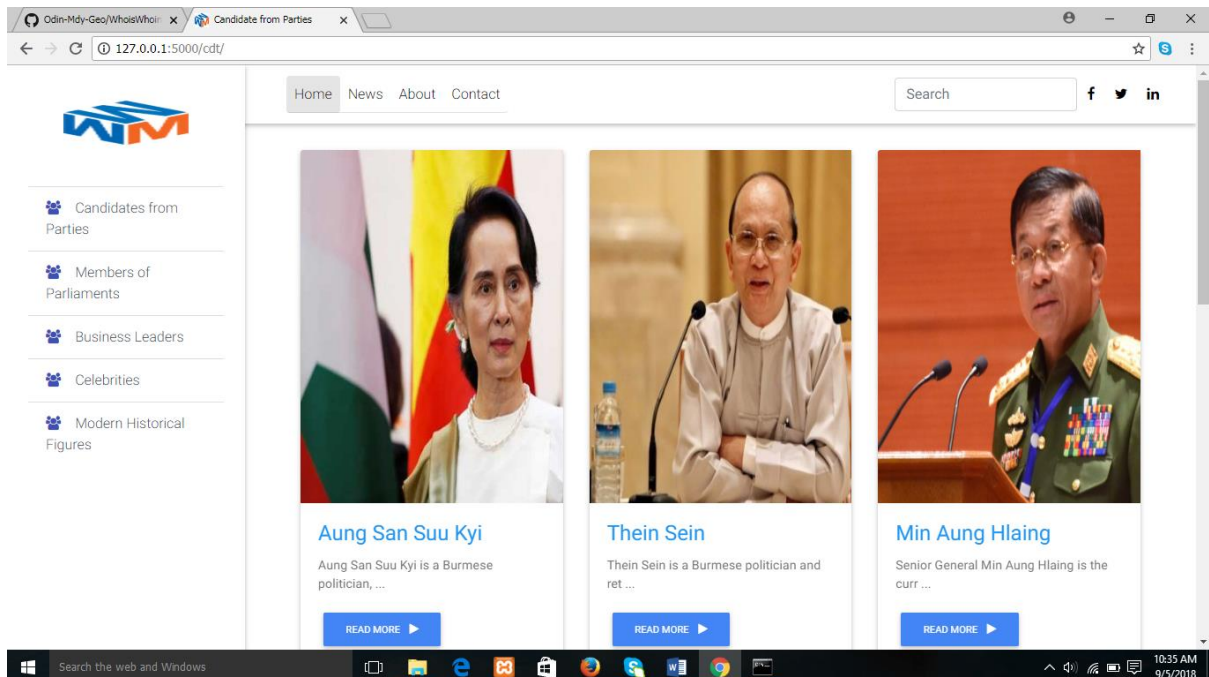 Odin-Mdy-Geo/WhoisWhoin
Candidate from Parties
127.0.0.1:5000/cdt/
WM
Home News About Contact
Search
f in
Candidates from
Parties
Members of
Parliaments
Business Leaders
Celebrities
Modern Historical
Figures
Aung San Suu Kyi
Aung San Suu Kyi is a Burmese
politician, ...
READ MORE
Thein Sein
Thein Sein is a Burmese politician and
ret ...
READ MORE
Min Aung Hlaing
Senior General Min Aung Hlaing is the
curr ...
READ MORE
Search the web and Windows
10:35 AM
9/5/2018